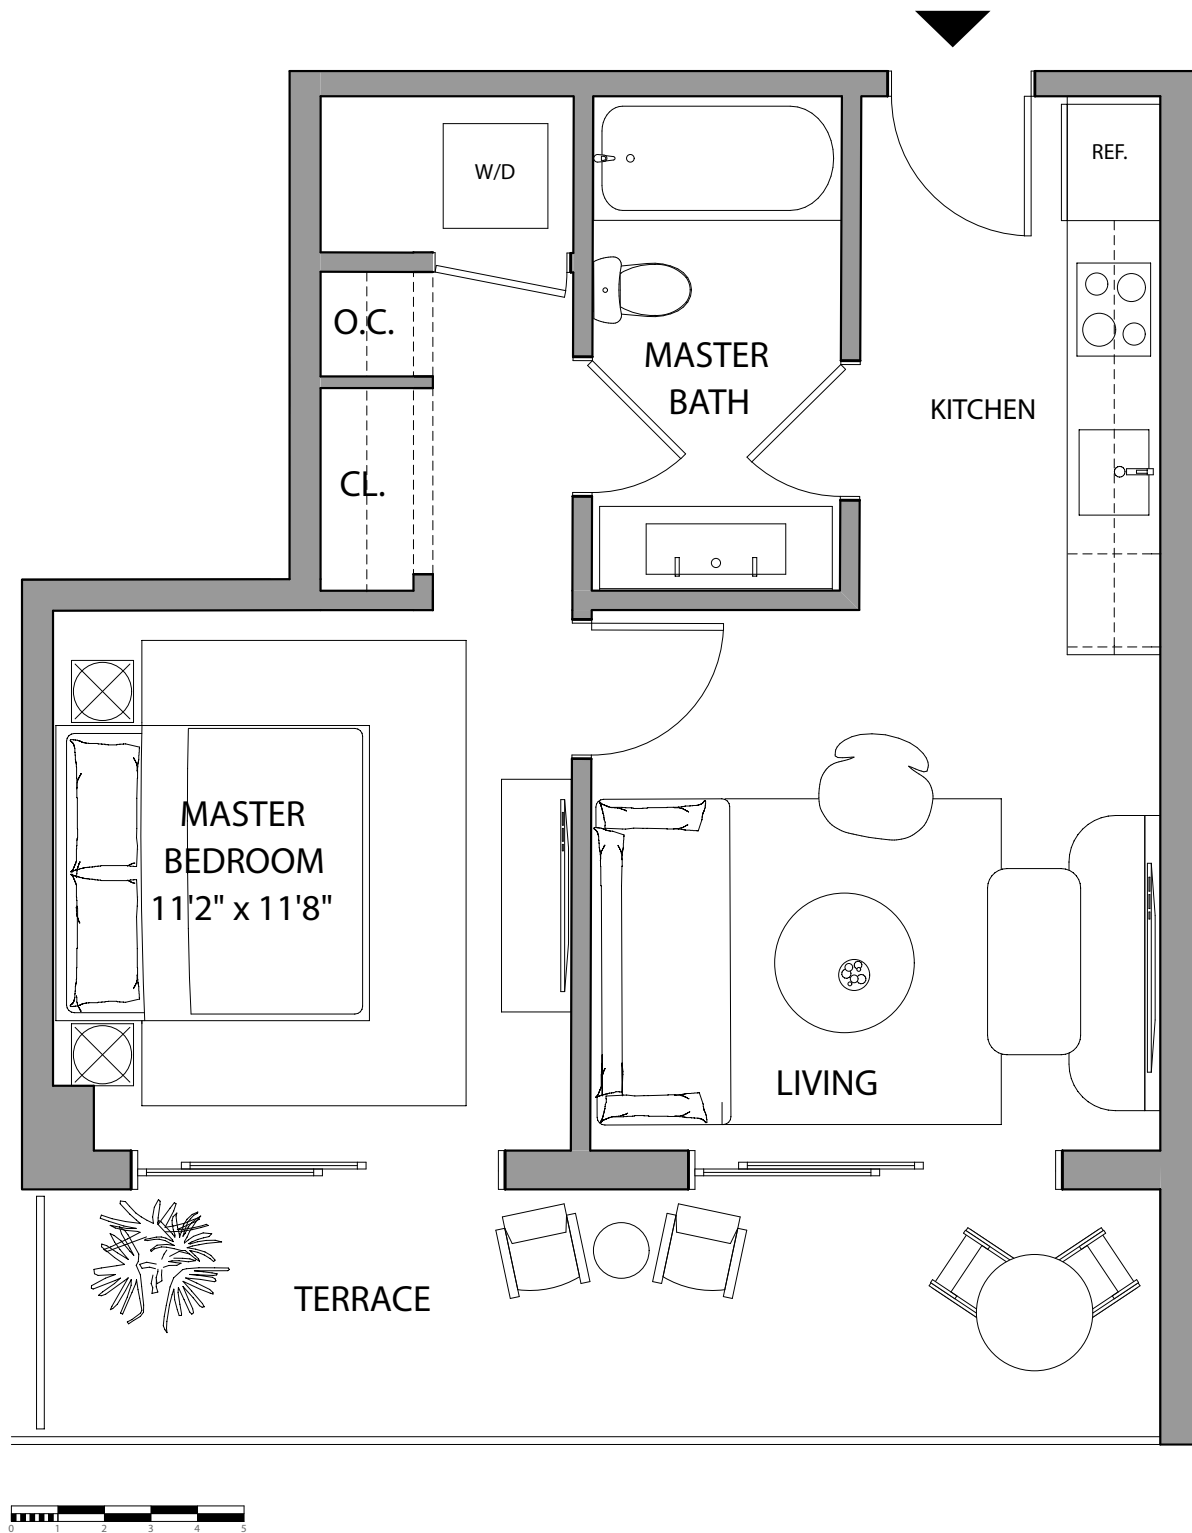 W/D
REF.
O.C.
MASTER
BATH
KITCHEN
CL.
MASTER
BEDROOM
11'2" x 11'8"
LIVING
TERRACE
0 1 2 3 4 5